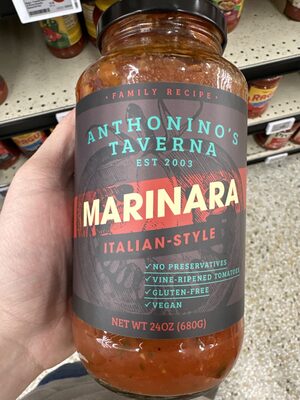 · FAMILY RECIPE ·
ANTHONINO'S
TAVERNA
EST 2003
MARINARA
ITALIAN-STYLE
✓NO PRESERVATIVES
✓VINE-RIPENED TOMATOES
✓GLUTEN-FREE
✓VEGAN
NET WT 24OZ (680G)